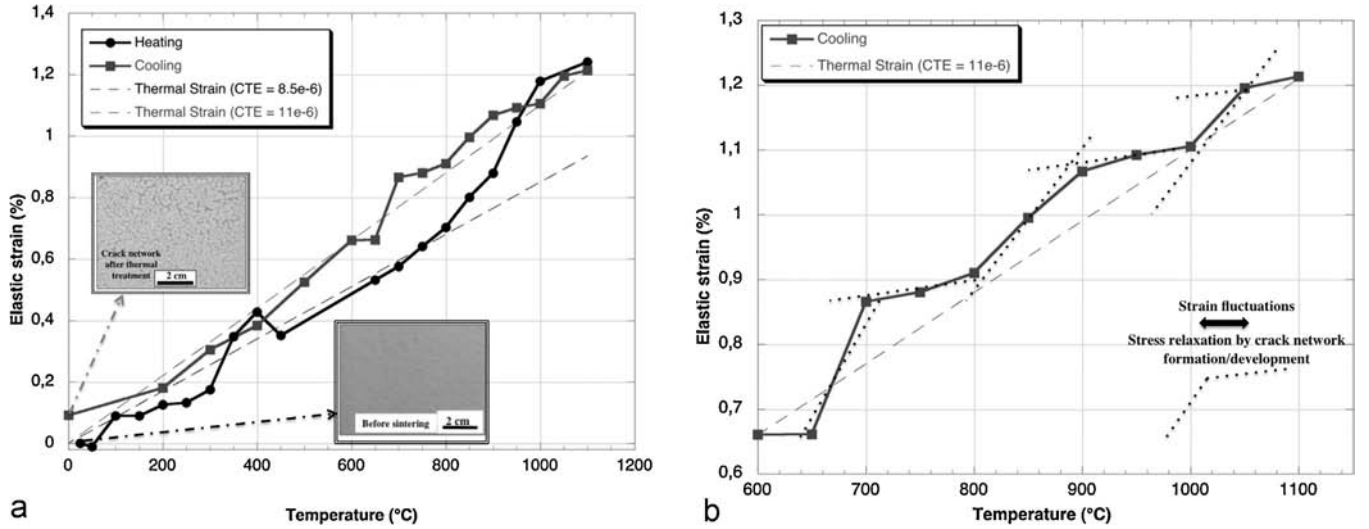 1,4
1,2
1
0,8
0,6
0,4
0,2
0
Elastic strain (%)
Heating
Cooling
Thermal Strain (CTE = 8.5e-6)
Thermal Strain (CTE = 11e-6)
Crack network
after thermal
treatment
2 cm
Before sintering
2 cm
0
200
400
600
800
1000
1200
Temperature (°C)
a
1,3
1,2
1,1
1
0,9
0,8
0,7
0,6
Elastic strain (%)
Cooling
Thermal Strain (CTE = 11e-6)
Strain fluctuations
Stress relaxation by crack network
formation/development
600
700
800
900
1000
1100
Temperature (°C)
b